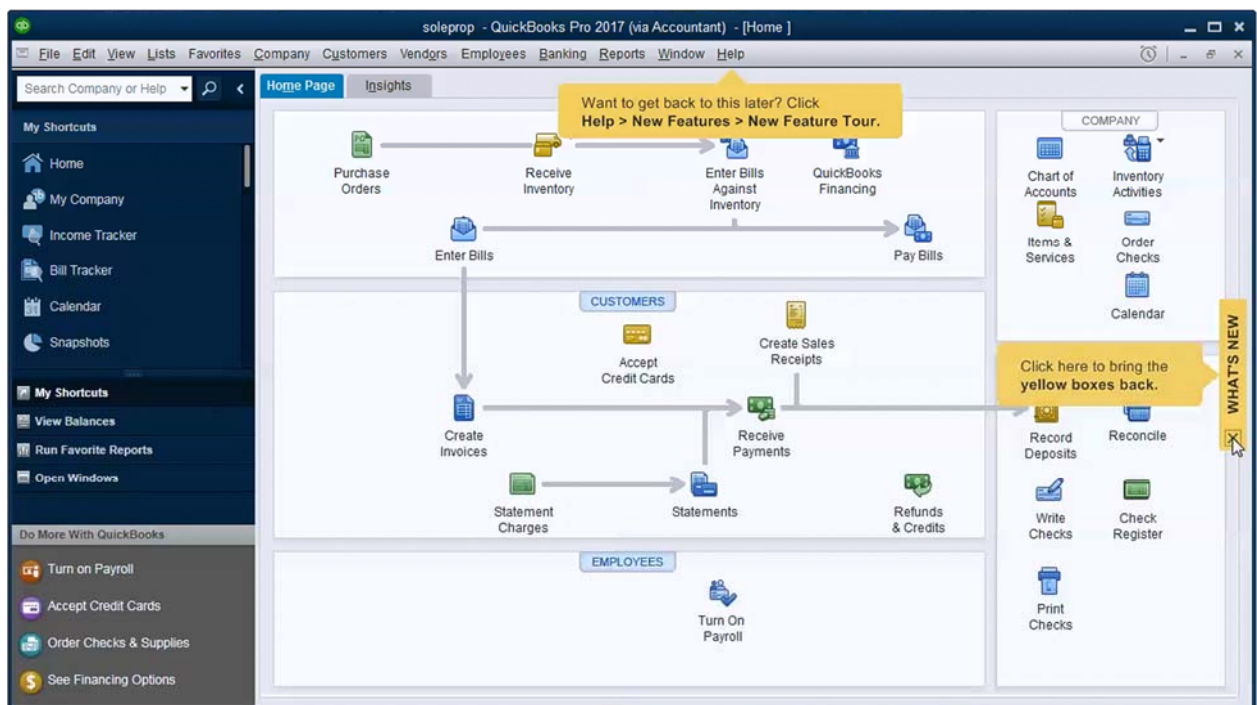 soleprop - QuickBooks Pro 2017 (via Accountant) - [Home ]
File Edit View Lists Favorites Company Customers Vendors Employees Banking Reports Window Help
Search Company or Help
My Shortcuts
Home
My Company
Income Tracker
Bill Tracker
Calendar
Snapshots
My Shortcuts
View Balances
Run Favorite Reports
Open Windows
Do More With QuickBooks
Turn on Payroll
Accept Credit Cards
Order Checks & Supplies
See Financing Options
Home Page
Insights
Want to get back to this later? Click
Help > New Features > New Feature Tour.
Purchase
Orders
Receive
Inventory
Enter Bills
Against
Inventory
QuickBooks
Financing
Enter Bills
Pay Bills
CUSTOMERS
Accept
Credit Cards
Create Sales
Receipts
Create
Invoices
Receive
Payments
Statement
Charges
Statements
Refunds
& Credits
EMPLOYEES
Turn On
Payroll
COMPANY
Chart of
Accounts
Inventory
Activities
Items &
Services
Order
Checks
Calendar
WHAT'S NEW
Click here to bring the
yellow boxes back.
Record
Deposits
Reconcile
Write
Checks
Check
Register
Print
Checks